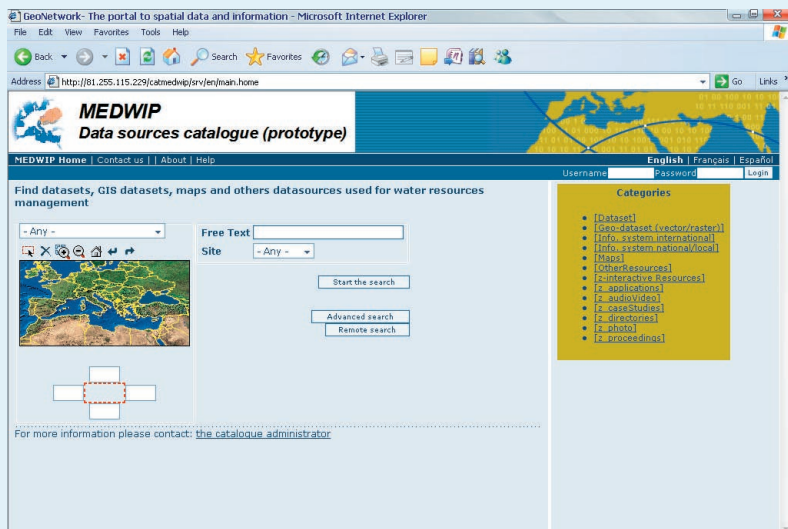 GeoNetwork- The portal to spatial data and information - Microsoft Internet Explorer
File Edit View Favorites Tools Help
Back Search Favorites
Address http://81.255.115.229/catmedwip/srv/en/main.home Go Links
MEDWIP
Data sources catalogue (prototype)
MEDWIP Home | Contact us | | About | Help English | Français | Español
Username Password Login
Find datasets, GIS datasets, maps and others datasources used for water resources
management
- Any -
Free Text
Site - Any -
Start the search
Advanced search
Remote search
For more information please contact: the catalogue administrator
Categories
[Dataset]
[Geo-dataset (vector/raster)]
[Info. system international]
[Info. system national/local]
[Maps]
[OtherResources]
[z-interactive Resources]
[z_applications]
[z_audioVideo]
[z_caseStudies]
[z_directories]
[z_photo]
[z_proceedings]